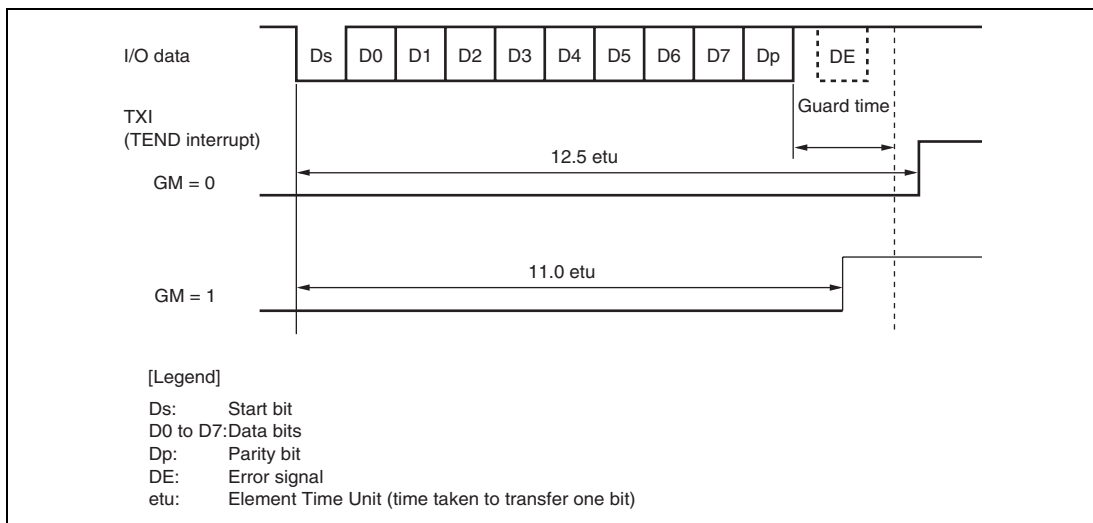 I/O data
Ds D0 D1 D2 D3 D4 D5 D6 D7 Dp DE
Guard time
TXI
(TEND interrupt)
12.5 etu
GM = 0
11.0 etu
GM = 1
[Legend]
Ds: Start bit
D0 to D7:Data bits
Dp: Parity bit
DE: Error signal
etu: Element Time Unit (time taken to transfer one bit)